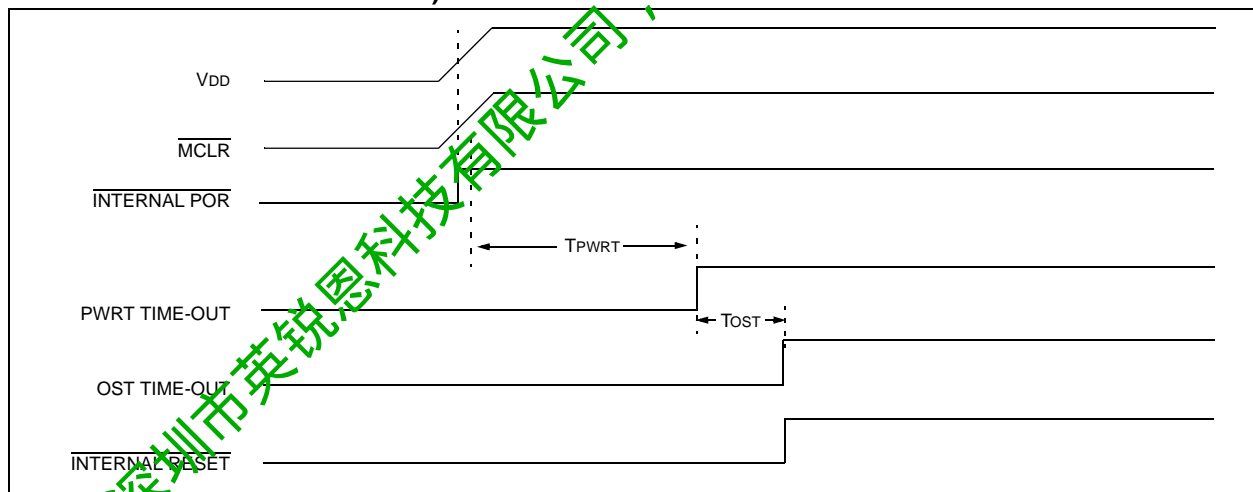 VDD
MCLR
INTERNAL POR
TPWRT
PWRT TIME-OUT
TOST
OST TIME-OUT
INTERNAL RESET
深圳市英锐恩科技有限公司，